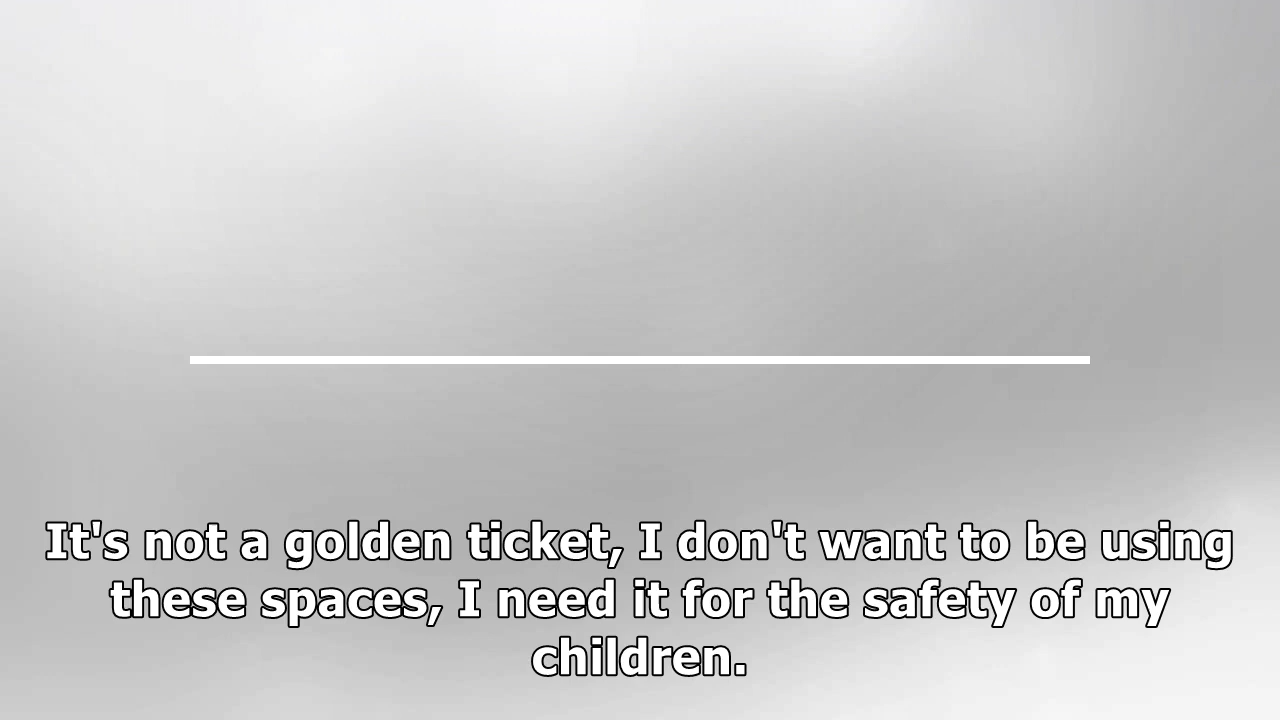 It's not a golden ticket, I don't want to be using
these spaces, I need it for the safety of my
children.